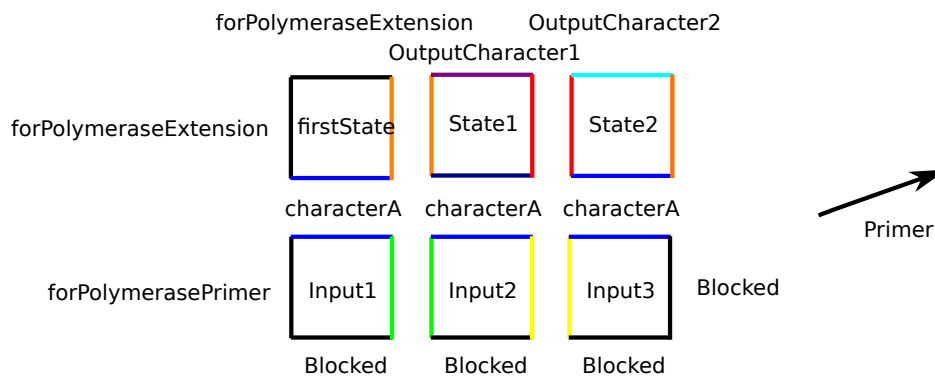 forPolymeraseExtension
OutputCharacter2
OutputCharacter1
forPolymeraseExtension
firstState
State1
State2
characterA
characterA
characterA
Primer
forPolymerasePrimer
Input1
Input2
Input3
Blocked
Blocked
Blocked
Blocked